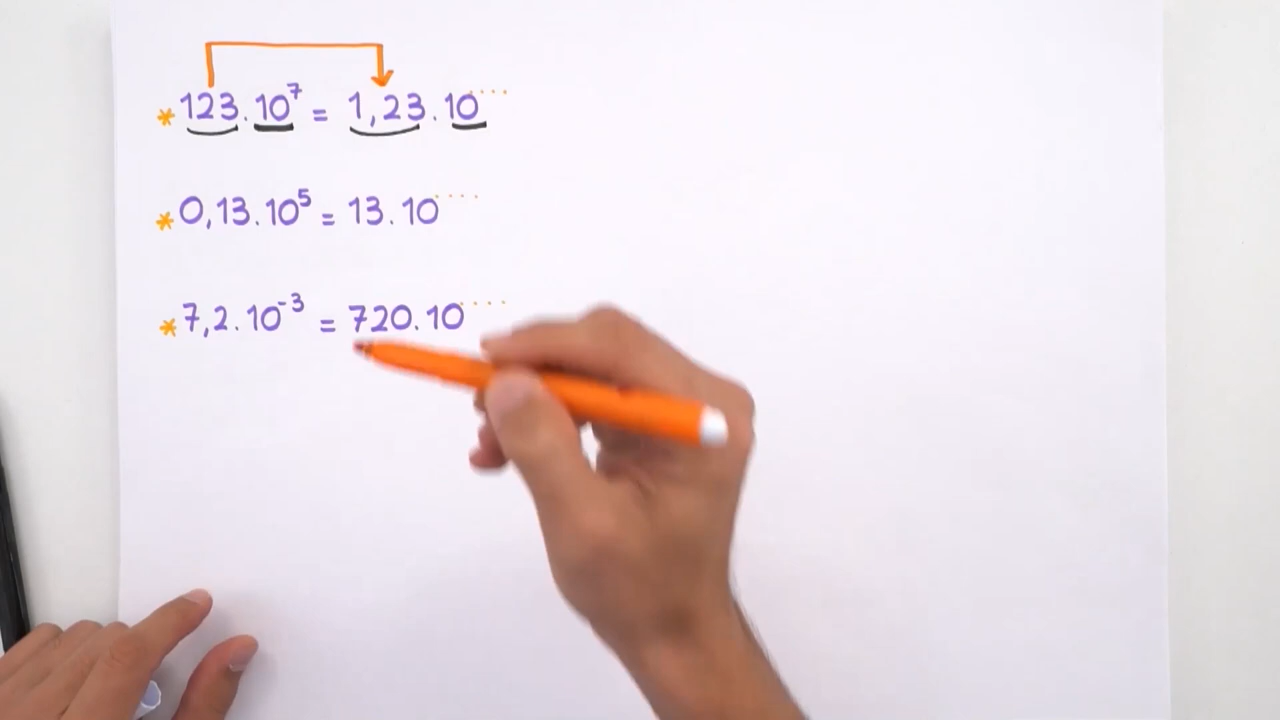 * 123 . 10⁷ = 1,23 . 10 ....
* 0,13 . 10⁵ = 13 . 10 ....
* 7,2 . 10⁻³ = 720 . 10 ....